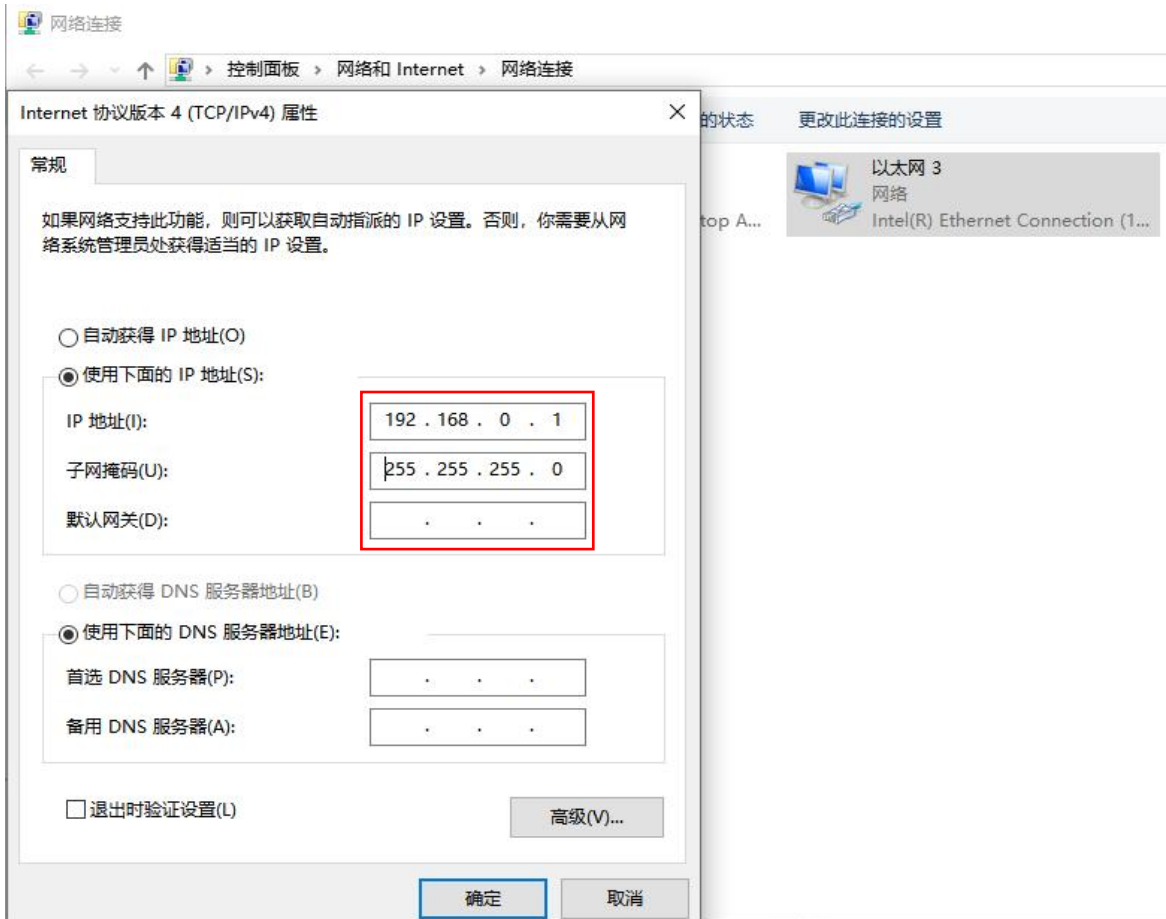 网络连接
控制面板 › 网络和 Internet › 网络连接
Internet 协议版本 4 (TCP/IPv4) 属性
的状态
更改此连接的设置
常规
以太网 3
网络
top A...
Intel(R) Ethernet Connection (1...
如果网络支持此功能，则可以获取自动指派的 IP 设置。否则，你需要从网
络系统管理员处获得适当的 IP 设置。
自动获得 IP 地址(O)
使用下面的 IP 地址(S):
IP 地址(I): 192 . 168 . 0 . 1
子网掩码(U): 255 . 255 . 255 . 0
默认网关(D): . . .
自动获得 DNS 服务器地址(B)
使用下面的 DNS 服务器地址(E):
首选 DNS 服务器(P): . . .
备用 DNS 服务器(A): . . .
退出时验证设置(L)
高级(V)...
确定
取消